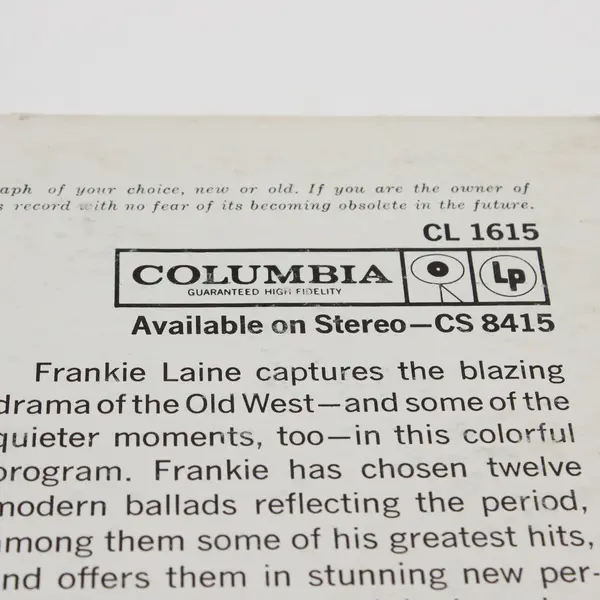 aph of your choice, new or old. If you are the owner of
s record with no fear of its becoming obsolete in the future.
CL 1615
COLUMBIA
GUARANTEED HIGH FIDELITY
Lp
Available on Stereo—CS 8415
Frankie Laine captures the blazing
drama of the Old West—and some of the
quieter moments, too—in this colorful
program. Frankie has chosen twelve
modern ballads reflecting the period,
among them some of his greatest hits,
and offers them in stunning new per-